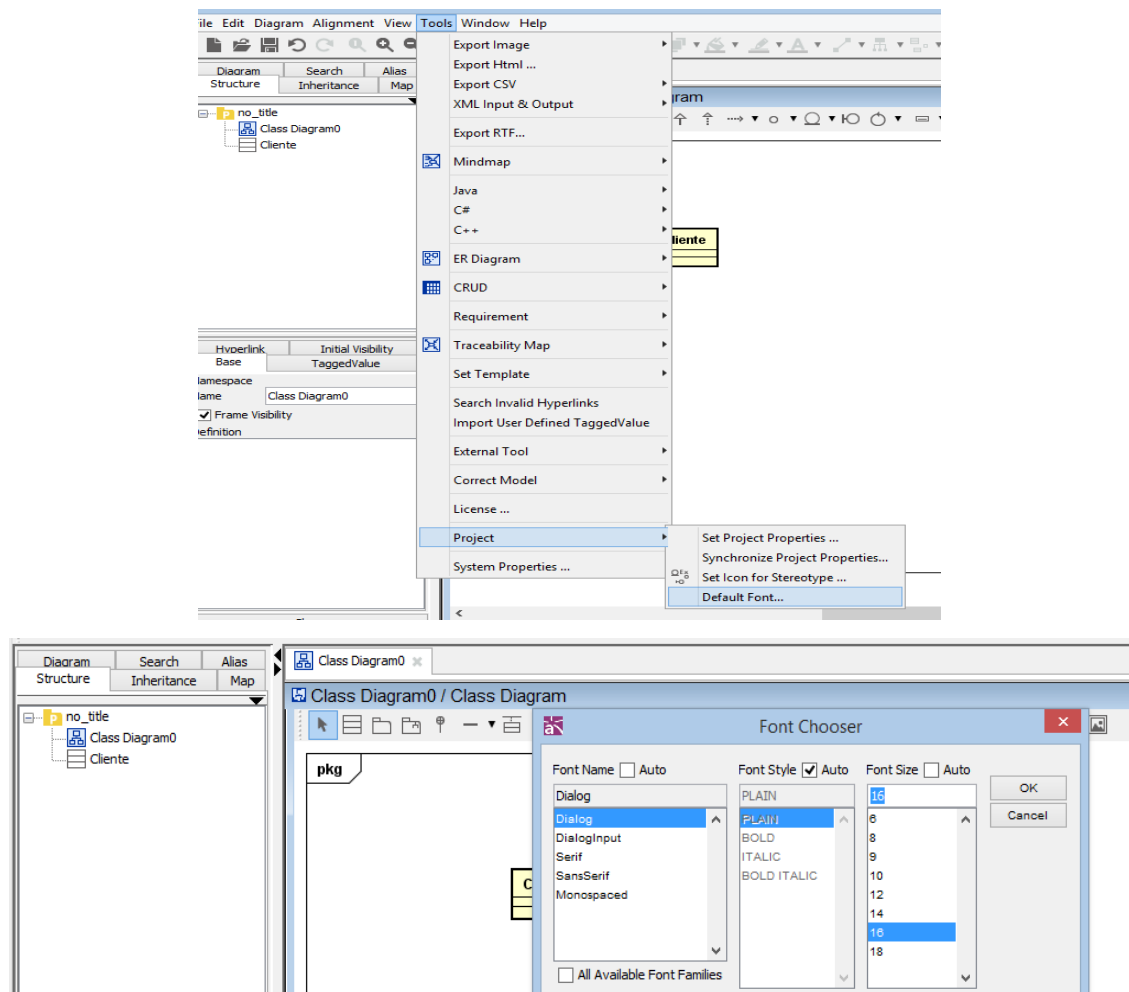 ile Edit Diagram Alignment View Tools Window Help
Diagram Search Alias
Structure Inheritance Map
no_title
Class Diagram0
Cliente
Hyperlink Initial Visibility
Base TaggedValue
lamespace
lame Class Diagram0
Frame Visibility
efinition
Export Image
Export Html ...
Export CSV
XML Input & Output
Export RTF...
Mindmap
Java
C#
C++
ER Diagram
CRUD
Requirement
Traceability Map
Set Template
Search Invalid Hyperlinks
Import User Defined TaggedValue
External Tool
Correct Model
License ...
Project
System Properties ...
Set Project Properties ...
Synchronize Project Properties...
Set Icon for Stereotype ...
Default Font...
gram
liente
Diagram Search Alias
Structure Inheritance Map
no_title
Class Diagram0
Cliente
Class Diagram0
Class Diagram0 / Class Diagram
pkg
C
Font Chooser
Font Name Auto Font Style Auto Font Size Auto
Dialog PLAIN 16
Dialog
DialogInput
Serif
SansSerif
Monospaced
PLAIN
BOLD
ITALIC
BOLD ITALIC
6
8
9
10
12
14
16
18
OK
Cancel
All Available Font Families